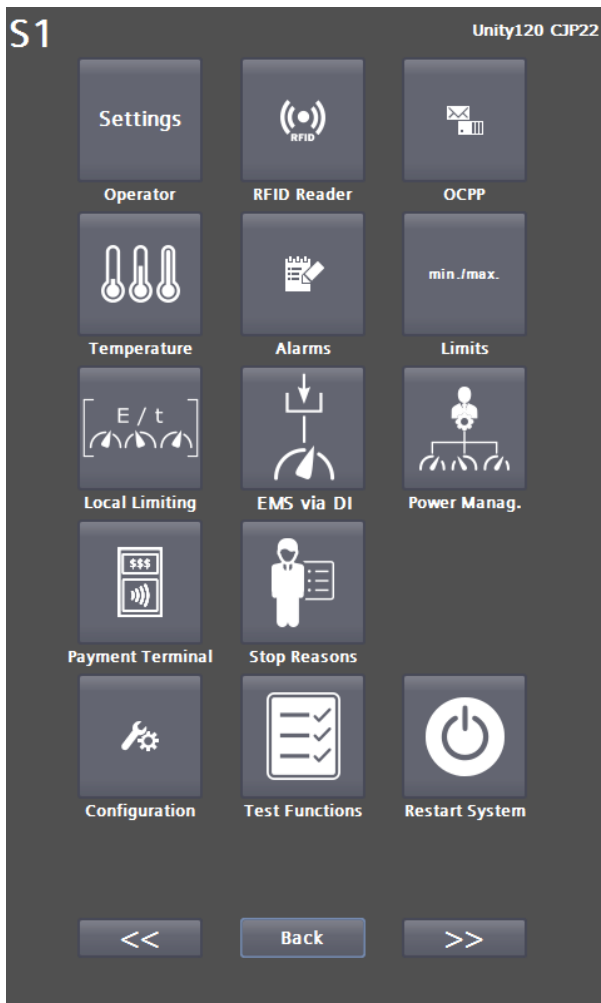 S1
Unity120 CJP22
Settings
RFID
Operator
RFID Reader
OCPP
min./max.
Temperature
Alarms
Limits
E / t
Local Limiting
EMS via DI
Power Manag.
$$$
Payment Terminal
Stop Reasons
Configuration
Test Functions
Restart System
<<
Back
>>